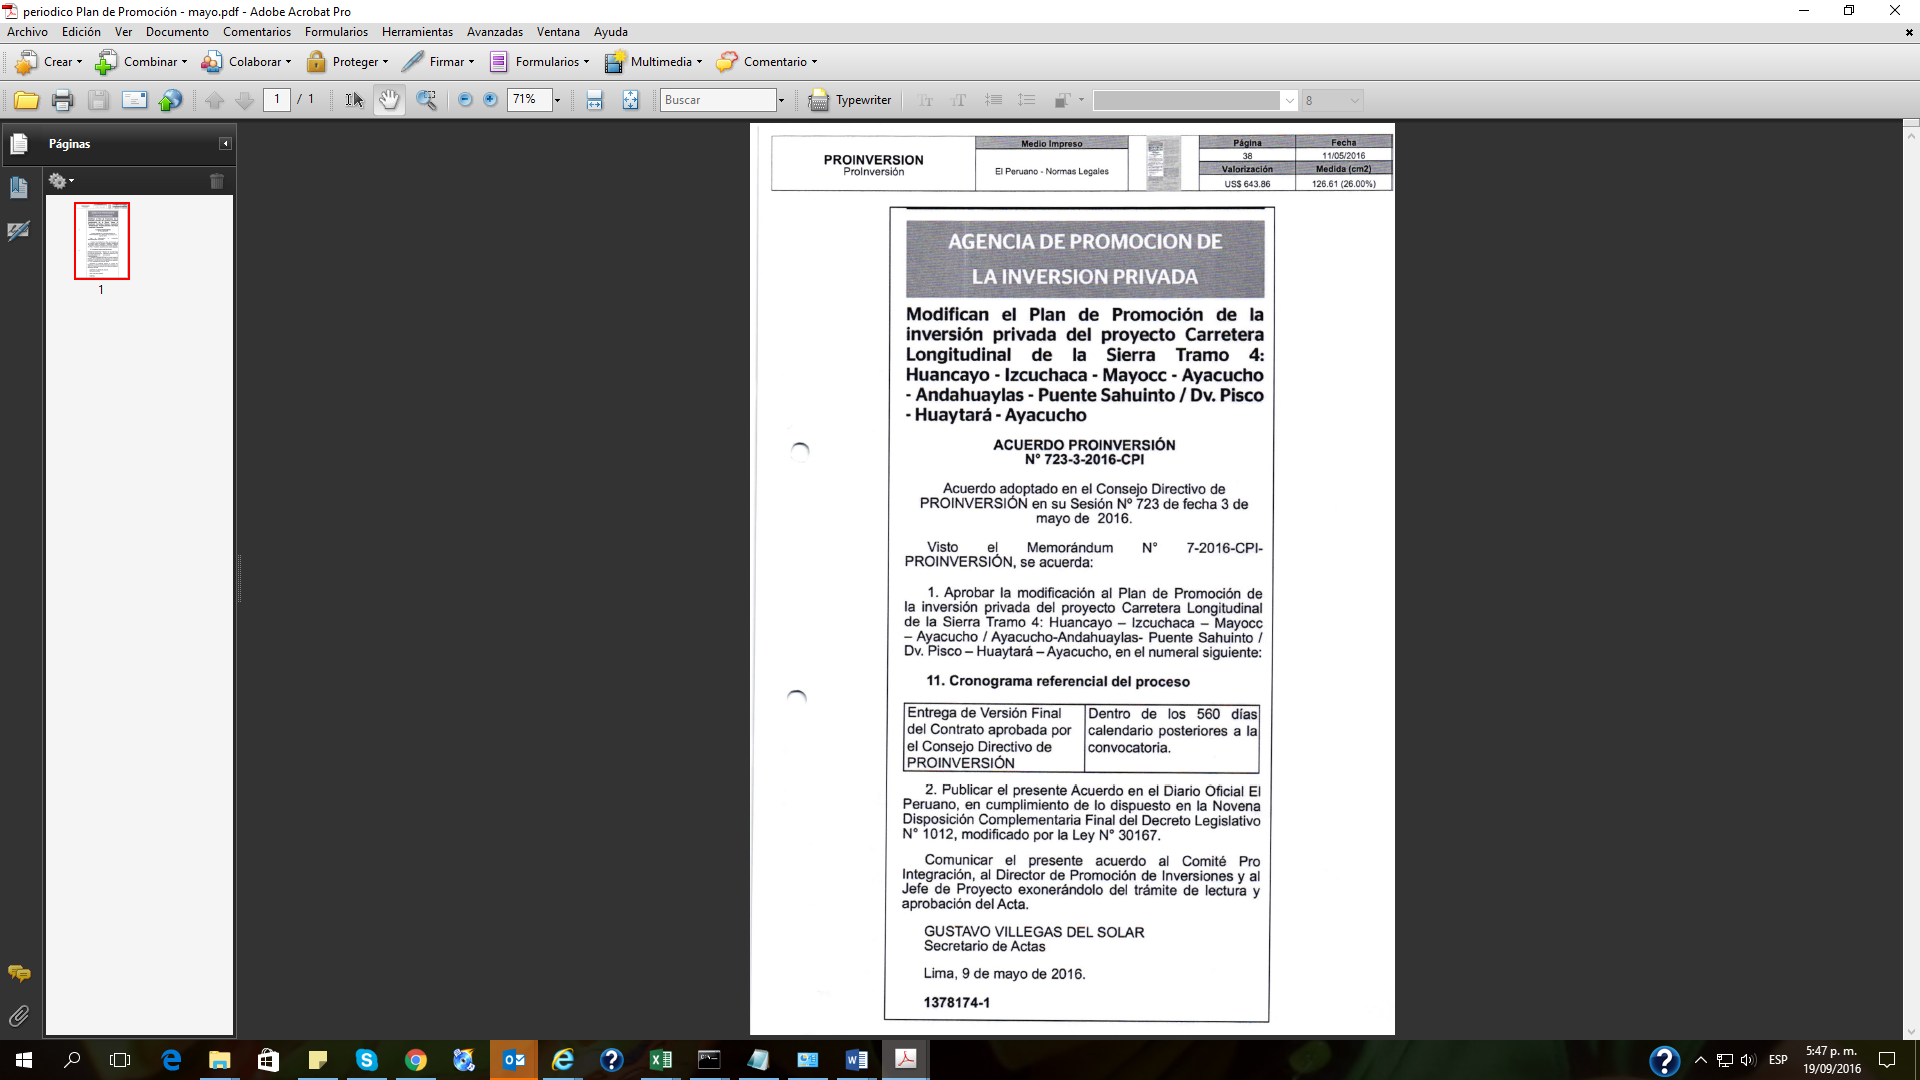 periodico Plan de Promoción - mayo.pdf - Adobe Acrobat Pro
Archivo Edición Ver Documento Comentarios Formularios Herramientas Avanzadas Ventana Ayuda
Crear Combinar Colaborar Proteger Firmar Formularios Multimedia Comentario
1 / 1 71% Buscar Typewriter 8
Páginas
1
PROINVERSION
ProInversión
Medio Impreso
El Peruano - Normas Legales
Página Fecha
38 11/05/2016
Valorización Medida (cm2)
US$ 643.86 126.61 (26.00%)
AGENCIA DE PROMOCION DE
LA INVERSION PRIVADA
Modifican el Plan de Promoción de la
inversión privada del proyecto Carretera
Longitudinal de la Sierra Tramo 4:
Huancayo - Izcuchaca - Mayocc - Ayacucho
- Andahuaylas - Puente Sahuinto / Dv. Pisco
- Huaytará - Ayacucho
ACUERDO PROINVERSIÓN
N° 723-3-2016-CPI
Acuerdo adoptado en el Consejo Directivo de
PROINVERSIÓN en su Sesión Nº 723 de fecha 3 de
mayo de 2016.
Visto el Memorándum N° 7-2016-CPI-
PROINVERSIÓN, se acuerda:
1. Aprobar la modificación al Plan de Promoción de
la inversión privada del proyecto Carretera Longitudinal
de la Sierra Tramo 4: Huancayo – Izcuchaca – Mayocc
– Ayacucho / Ayacucho-Andahuaylas- Puente Sahuinto /
Dv. Pisco – Huaytará – Ayacucho, en el numeral siguiente:
11. Cronograma referencial del proceso
Entrega de Versión Final
del Contrato aprobada por
el Consejo Directivo de
PROINVERSIÓN
Dentro de los 560 días
calendario posteriores a la
convocatoria.
2. Publicar el presente Acuerdo en el Diario Oficial El
Peruano, en cumplimiento de lo dispuesto en la Novena
Disposición Complementaria Final del Decreto Legislativo
N° 1012, modificado por la Ley N° 30167.
Comunicar el presente acuerdo al Comité Pro
Integración, al Director de Promoción de Inversiones y al
Jefe de Proyecto exonerándolo del trámite de lectura y
aprobación del Acta.
GUSTAVO VILLEGAS DEL SOLAR
Secretario de Actas
Lima, 9 de mayo de 2016.
1378174-1
ESP
5:47 p. m.
19/09/2016